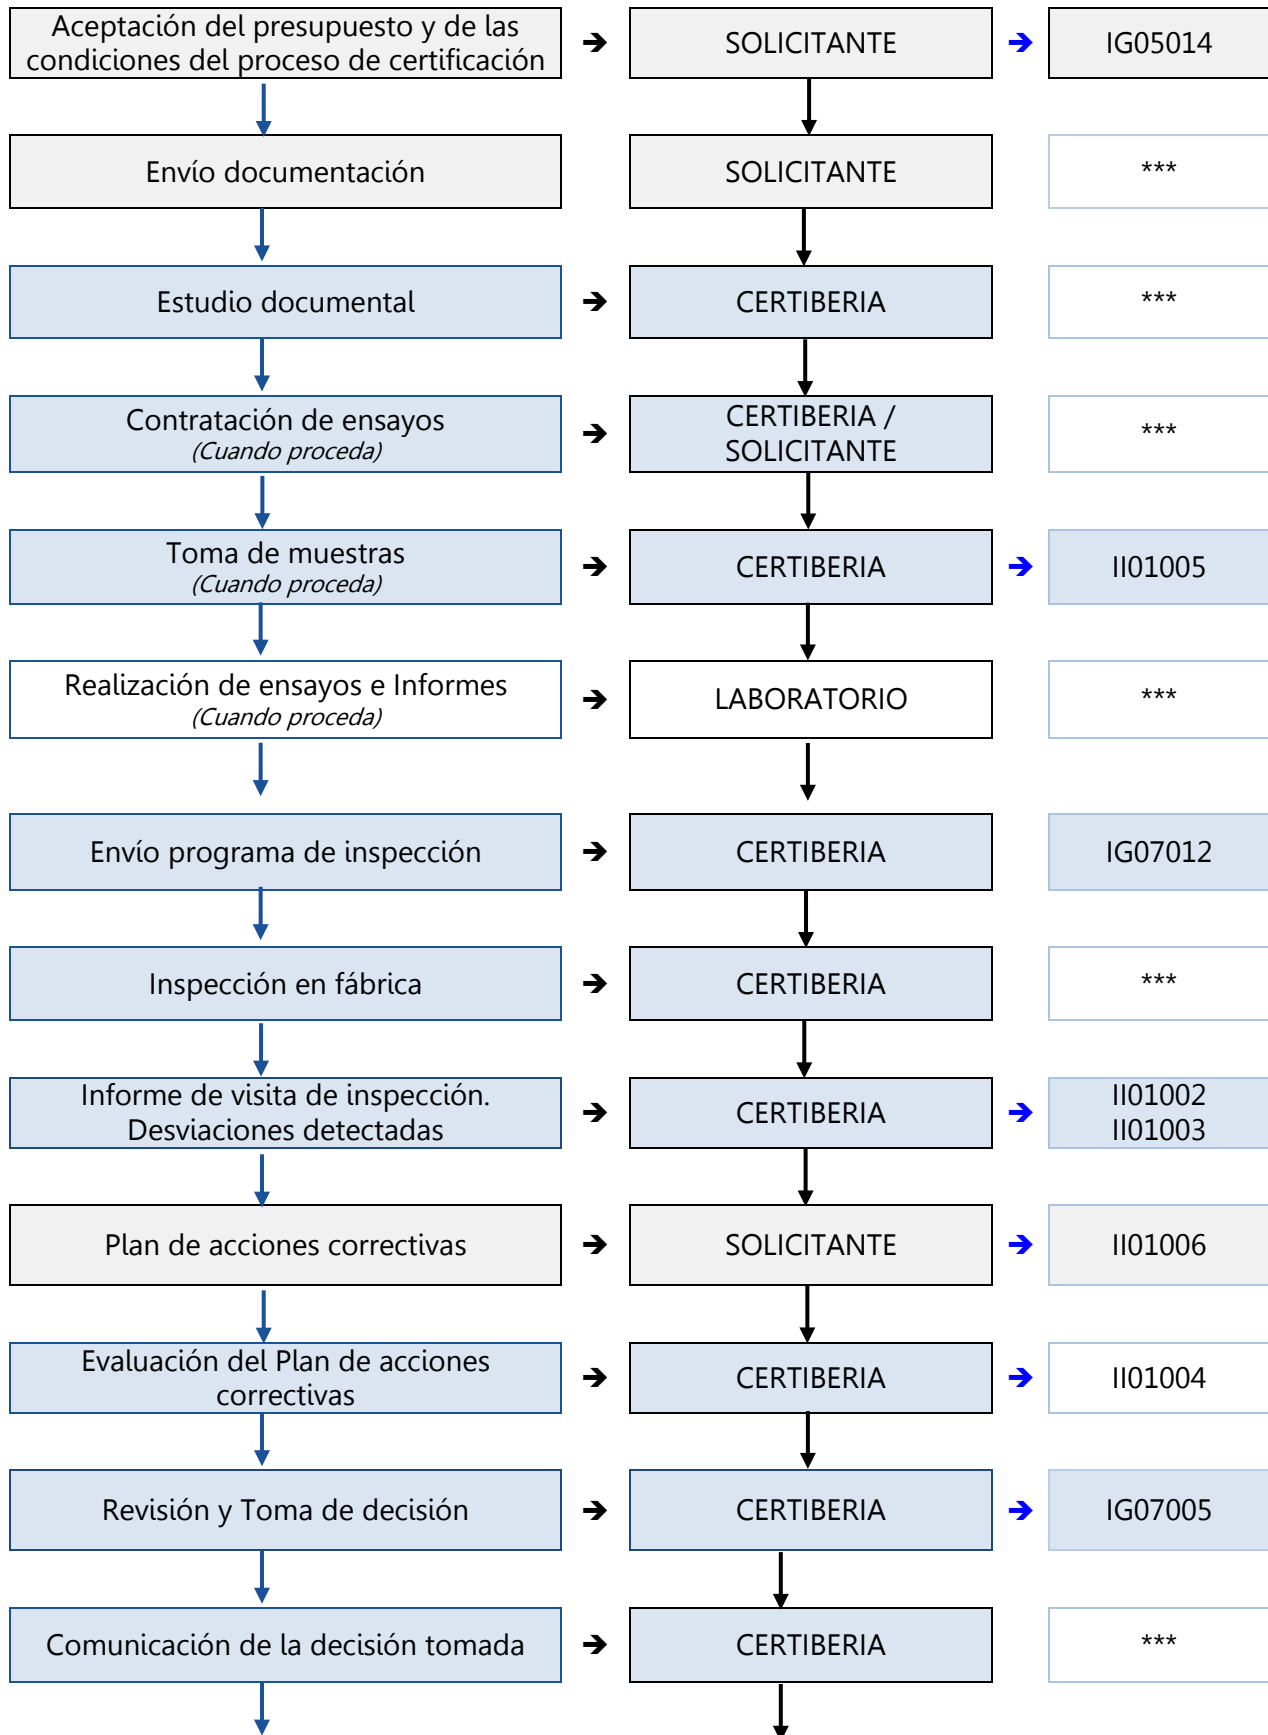 Aceptación del presupuesto y de las
condiciones del proceso de certificación
SOLICITANTE
IG05014
Envío documentación
SOLICITANTE
***
Estudio documental
CERTIBERIA
***
Contratación de ensayos
(Cuando proceda)
CERTIBERIA /
SOLICITANTE
***
Toma de muestras
(Cuando proceda)
CERTIBERIA
II01005
Realización de ensayos e Informes
(Cuando proceda)
LABORATORIO
***
Envío programa de inspección
CERTIBERIA
IG07012
Inspección en fábrica
CERTIBERIA
***
Informe de visita de inspección.
Desviaciones detectadas
CERTIBERIA
II01002
II01003
Plan de acciones correctivas
SOLICITANTE
II01006
Evaluación del Plan de acciones
correctivas
CERTIBERIA
II01004
Revisión y Toma de decisión
CERTIBERIA
IG07005
Comunicación de la decisión tomada
CERTIBERIA
***